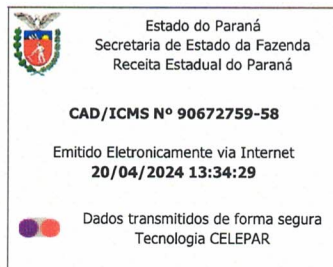 Estado do Paraná
Secretaria de Estado da Fazenda
Receita Estadual do Paraná
CAD/ICMS Nº 90672759-58
Emitido Eletronicamente via Internet
20/04/2024 13:34:29
Dados transmitidos de forma segura
Tecnologia CELEPAR